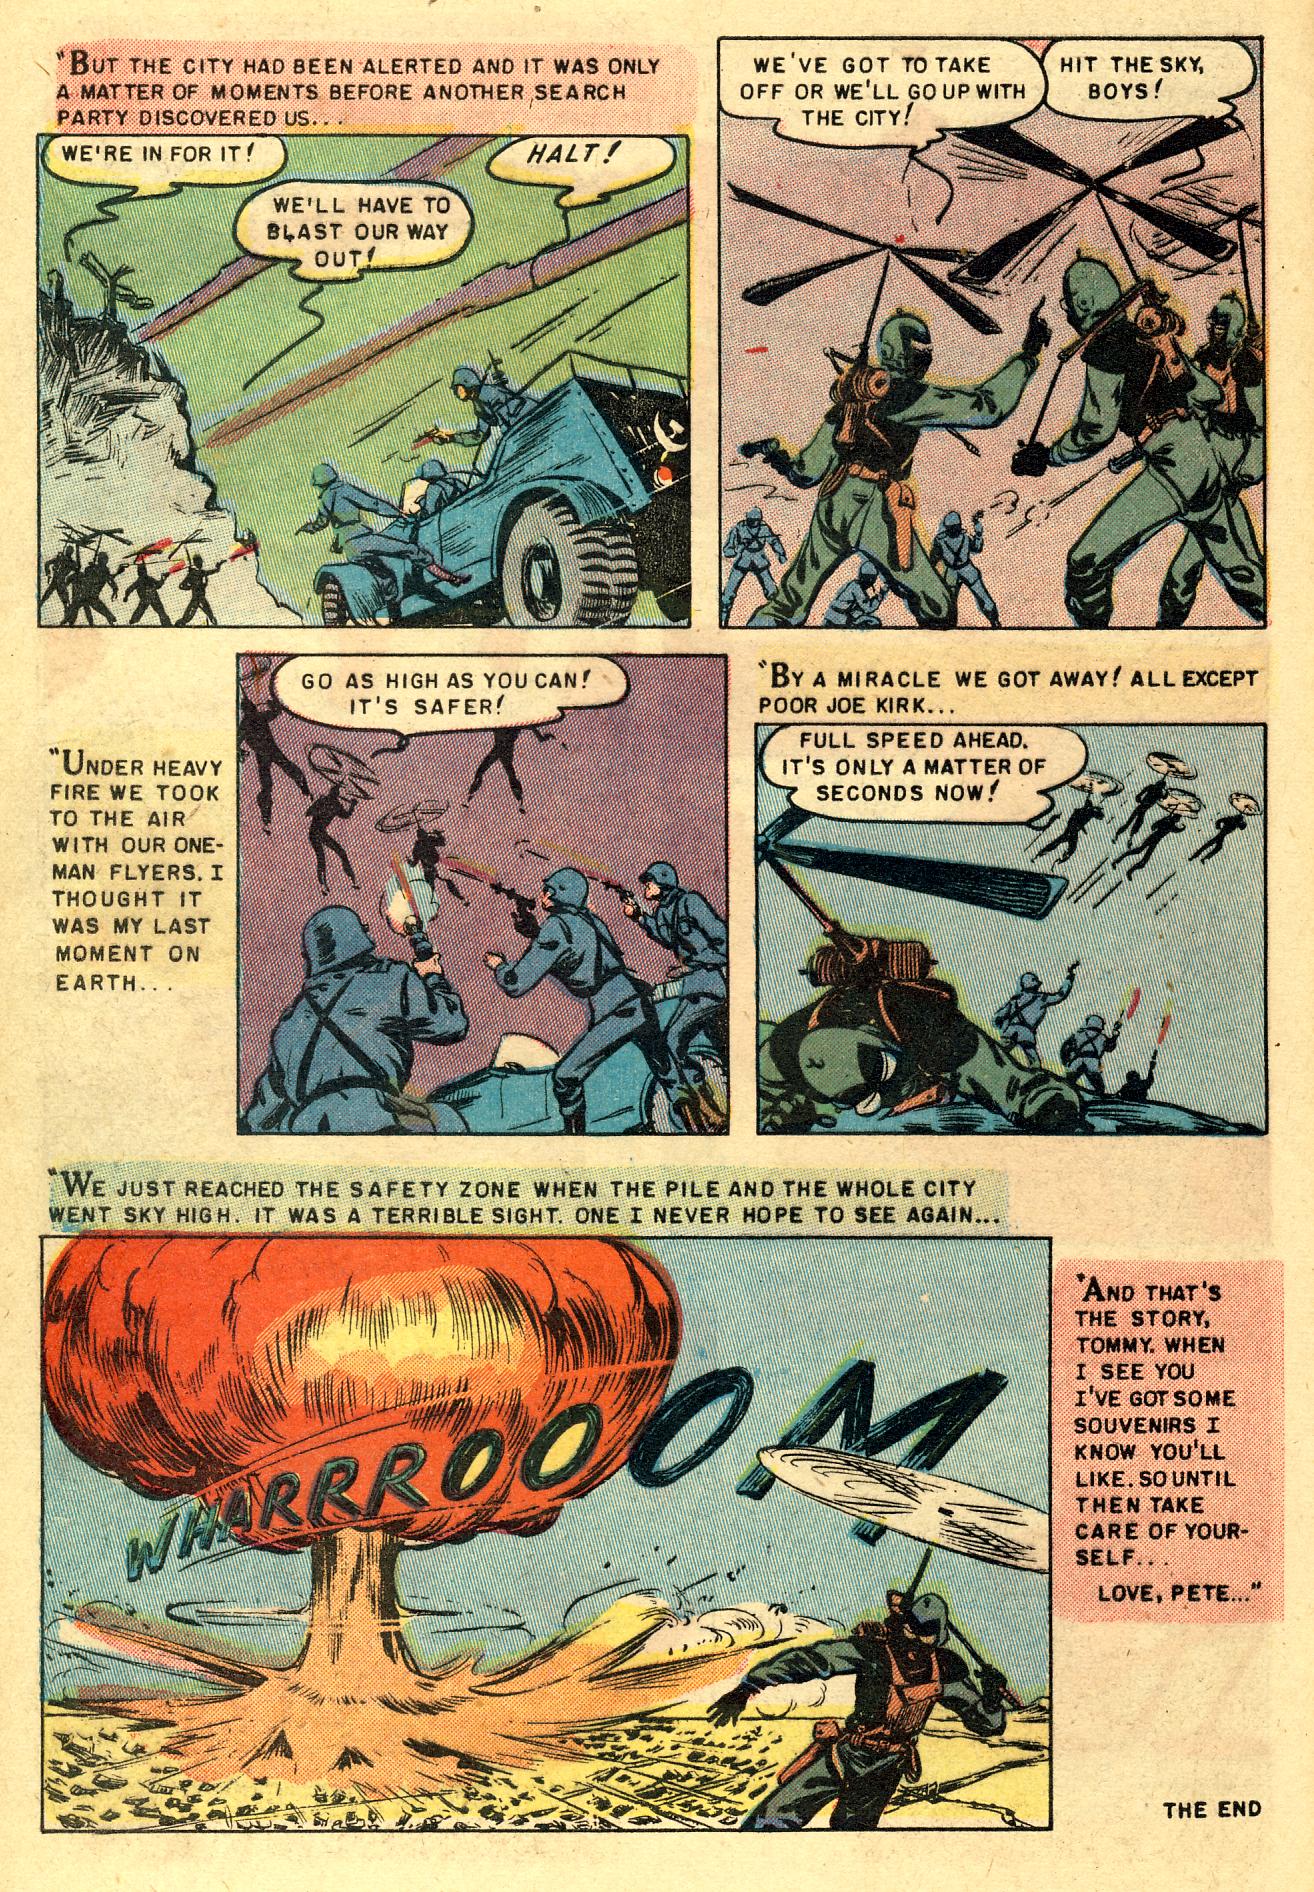 "BUT THE CITY HAD BEEN ALERTED AND IT WAS ONLY
A MATTER OF MOMENTS BEFORE ANOTHER SEARCH
PARTY DISCOVERED US...
WE'RE IN FOR IT!
WE'LL HAVE TO
BLAST OUR WAY
OUT!
HALT!
WE'VE GOT TO TAKE
OFF OR WE'LL GO UP WITH
THE CITY!
HIT THE SKY,
BOYS!
"UNDER HEAVY
FIRE WE TOOK
TO THE AIR
WITH OUR ONE-
MAN FLYERS. I
THOUGHT IT
WAS MY LAST
MOMENT ON
EARTH...
GO AS HIGH AS YOU CAN!
IT'S SAFER!
"BY A MIRACLE WE GOT AWAY! ALL EXCEPT
POOR JOE KIRK...
FULL SPEED AHEAD.
IT'S ONLY A MATTER OF
SECONDS NOW!
"WE JUST REACHED THE SAFETY ZONE WHEN THE PILE AND THE WHOLE CITY
WENT SKY HIGH. IT WAS A TERRIBLE SIGHT. ONE I NEVER HOPE TO SEE AGAIN...
WHARRROOOOM
"AND THAT'S
THE STORY,
TOMMY. WHEN
I SEE YOU
I'VE GOT SOME
SOUVENIRS I
KNOW YOU'LL
LIKE. SO UNTIL
THEN TAKE
CARE OF YOUR-
SELF...
LOVE, PETE..."
THE END